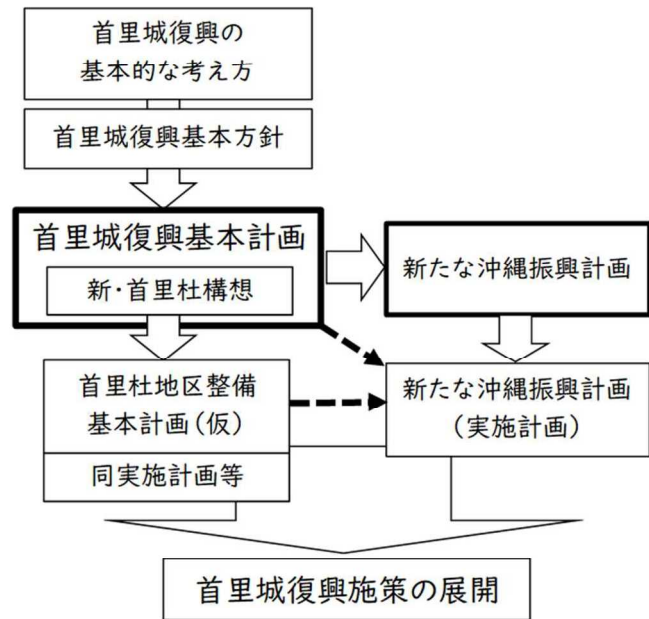 首里城復興の
基本的な考え方
首里城復興基本方針
首里城復興基本計画
新・首里杜構想
新たな沖縄振興計画
首里杜地区整備
基本計画(仮)
同実施計画等
新たな沖縄振興計画
(実施計画)
首里城復興施策の展開